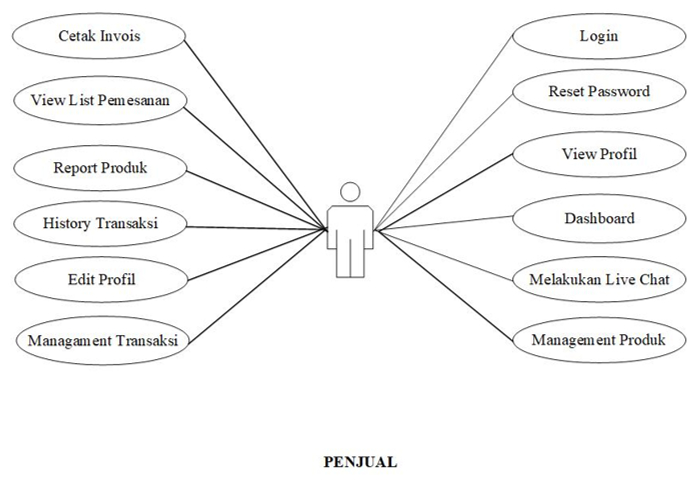 Cetak Invois
View List Pemesanan
Report Produk
History Transaksi
Edit Profil
Managament Transaksi
Login
Reset Password
View Profil
Dashboard
Melakukan Live Chat
Management Produk
PENJUAL